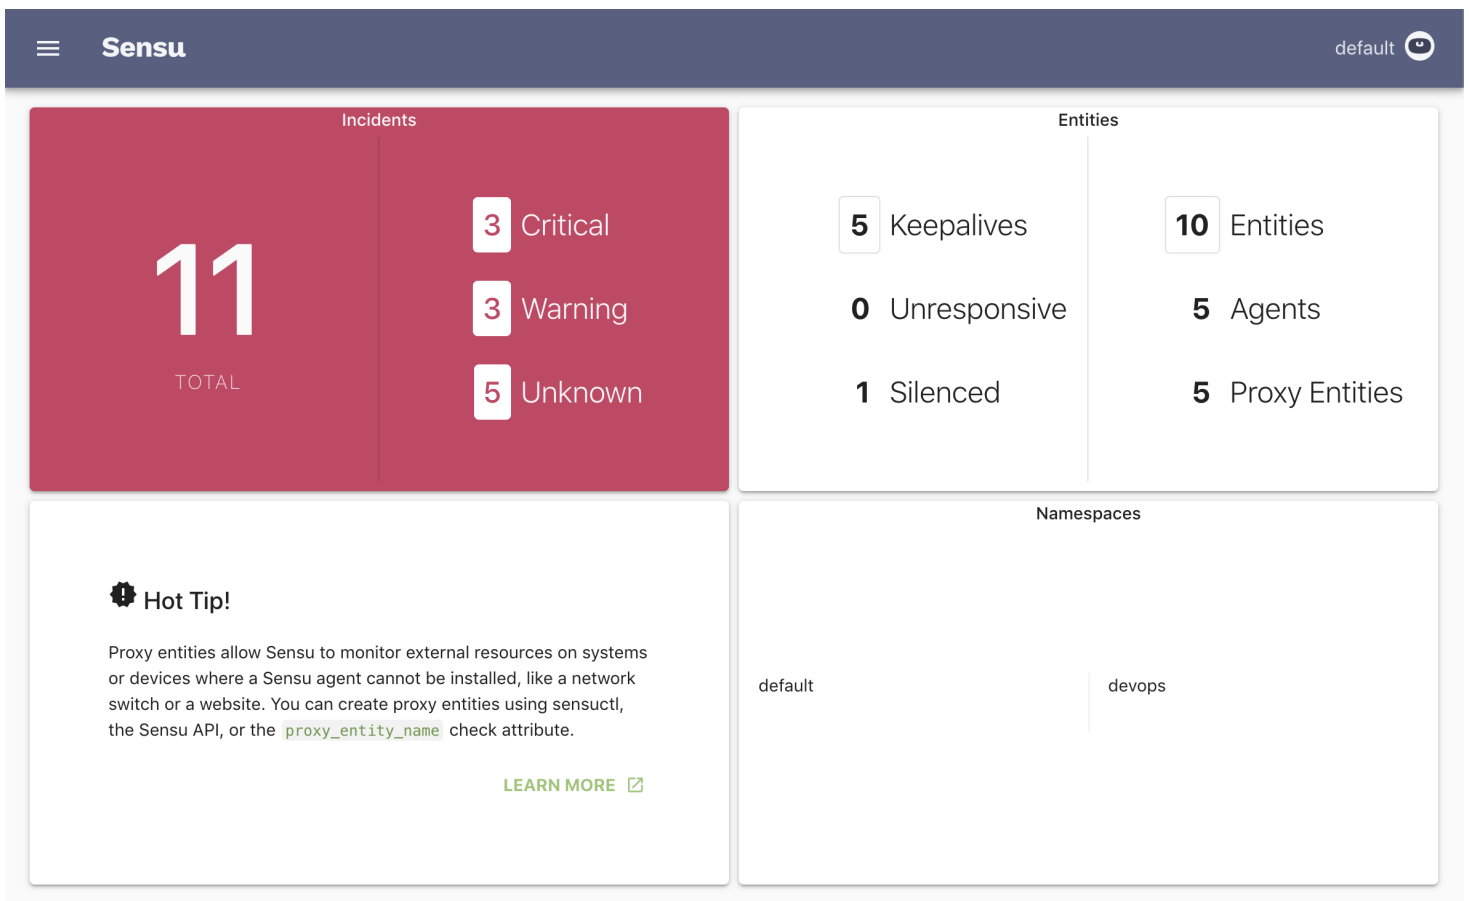 Sensu
default
Incidents
11
TOTAL
3 Critical
3 Warning
5 Unknown
Entities
5 Keepalives
0 Unresponsive
1 Silenced
10 Entities
5 Agents
5 Proxy Entities
Hot Tip!
Proxy entities allow Sensu to monitor external resources on systems
or devices where a Sensu agent cannot be installed, like a network
switch or a website. You can create proxy entities using sensuctl,
the Sensu API, or the proxy_entity_name check attribute.
LEARN MORE
Namespaces
default
devops